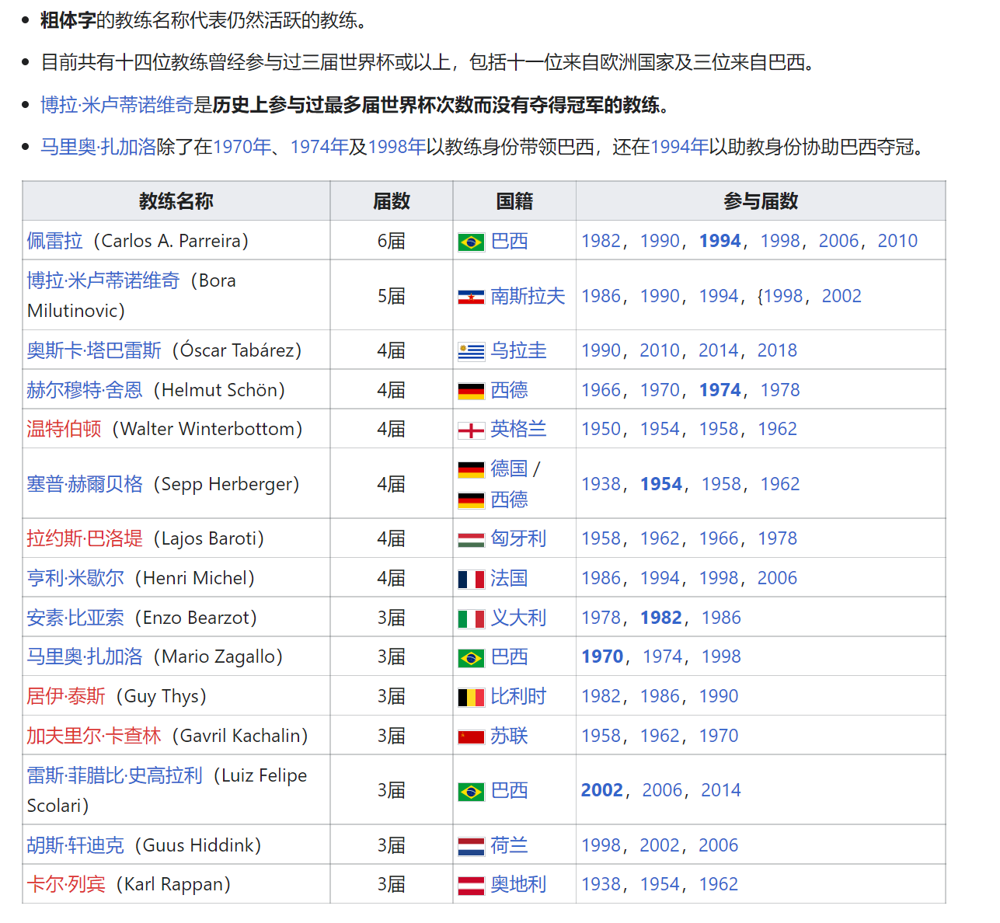 粗体字的教练名称代表仍然活跃的教练。
目前共有十四位教练曾经参与过三届世界杯或以上，包括十一位来自欧洲国家及三位来自巴西。
博拉·米卢蒂诺维奇是历史上参与过最多届世界杯次数而没有夺得冠军的教练。
马里奥·扎加洛除了在1970年、1974年及1998年以教练身份带领巴西，还在1994年以助教身份协助巴西夺冠。
教练名称 届数 国籍 参与届数
佩雷拉（Carlos A. Parreira） 6届 巴西 1982，1990，1994，1998，2006，2010
博拉·米卢蒂诺维奇（Bora
Milutinovic） 5届 南斯拉夫 1986，1990，1994，{1998，2002
奥斯卡·塔巴雷斯（Óscar Tabárez） 4届 乌拉圭 1990，2010，2014，2018
赫尔穆特·舍恩（Helmut Schön） 4届 西德 1966，1970，1974，1978
温特伯顿（Walter Winterbottom） 4届 英格兰 1950，1954，1958，1962
塞普·赫爾贝格（Sepp Herberger） 4届 德国 /
西德 1938，1954，1958，1962
拉约斯·巴洛堤（Lajos Baroti） 4届 匈牙利 1958，1962，1966，1978
亨利·米歇尔（Henri Michel） 4届 法国 1986，1994，1998，2006
安素·比亚索（Enzo Bearzot） 3届 义大利 1978，1982，1986
马里奥·扎加洛（Mario Zagallo） 3届 巴西 1970，1974，1998
居伊·泰斯（Guy Thys） 3届 比利时 1982，1986，1990
加夫里尔·卡查林（Gavril Kachalin） 3届 苏联 1958，1962，1970
雷斯·菲腊比·史高拉利（Luiz Felipe
Scolari） 3届 巴西 2002，2006，2014
胡斯·轩迪克（Guus Hiddink） 3届 荷兰 1998，2002，2006
卡尔·列宾（Karl Rappan） 3届 奥地利 1938，1954，1962